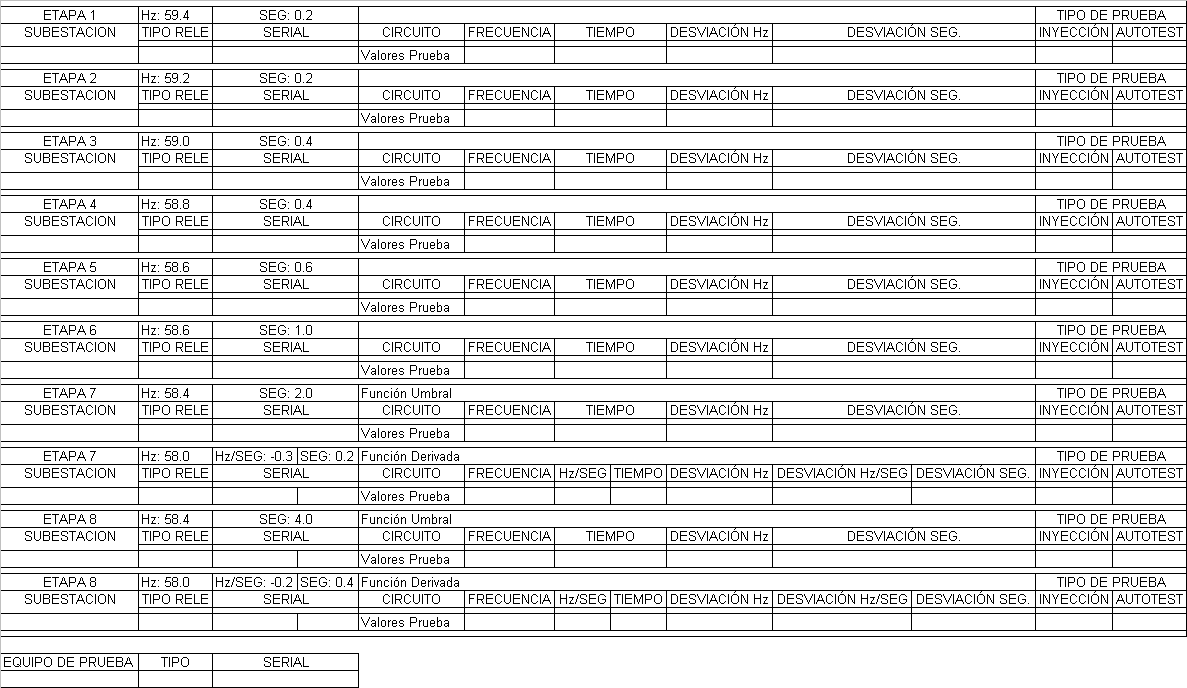 ETAPA 1 Hz: 59.4 SEG: 0.2 TIPO DE PRUEBA
SUBESTACION TIPO RELE SERIAL CIRCUITO FRECUENCIA TIEMPO DESVIACIÓN Hz DESVIACIÓN SEG. INYECCIÓN AUTOTEST
Valores Prueba
ETAPA 2 Hz: 59.2 SEG: 0.2 TIPO DE PRUEBA
SUBESTACION TIPO RELE SERIAL CIRCUITO FRECUENCIA TIEMPO DESVIACIÓN Hz DESVIACIÓN SEG. INYECCIÓN AUTOTEST
Valores Prueba
ETAPA 3 Hz: 59.0 SEG: 0.4 TIPO DE PRUEBA
SUBESTACION TIPO RELE SERIAL CIRCUITO FRECUENCIA TIEMPO DESVIACIÓN Hz DESVIACIÓN SEG. INYECCIÓN AUTOTEST
Valores Prueba
ETAPA 4 Hz: 58.8 SEG: 0.4 TIPO DE PRUEBA
SUBESTACION TIPO RELE SERIAL CIRCUITO FRECUENCIA TIEMPO DESVIACIÓN Hz DESVIACIÓN SEG. INYECCIÓN AUTOTEST
Valores Prueba
ETAPA 5 Hz: 58.6 SEG: 0.6 TIPO DE PRUEBA
SUBESTACION TIPO RELE SERIAL CIRCUITO FRECUENCIA TIEMPO DESVIACIÓN Hz DESVIACIÓN SEG. INYECCIÓN AUTOTEST
Valores Prueba
ETAPA 6 Hz: 58.6 SEG: 1.0 TIPO DE PRUEBA
SUBESTACION TIPO RELE SERIAL CIRCUITO FRECUENCIA TIEMPO DESVIACIÓN Hz DESVIACIÓN SEG. INYECCIÓN AUTOTEST
Valores Prueba
ETAPA 7 Hz: 58.4 SEG: 2.0 Función Umbral TIPO DE PRUEBA
SUBESTACION TIPO RELE SERIAL CIRCUITO FRECUENCIA TIEMPO DESVIACIÓN Hz DESVIACIÓN SEG. INYECCIÓN AUTOTEST
Valores Prueba
ETAPA 7 Hz: 58.0 Hz/SEG: -0.3 SEG: 0.2 Función Derivada TIPO DE PRUEBA
SUBESTACION TIPO RELE SERIAL CIRCUITO FRECUENCIA Hz/SEG TIEMPO DESVIACIÓN Hz DESVIACIÓN Hz/SEG DESVIACIÓN SEG. INYECCIÓN AUTOTEST
Valores Prueba
ETAPA 8 Hz: 58.4 SEG: 4.0 Función Umbral TIPO DE PRUEBA
SUBESTACION TIPO RELE SERIAL CIRCUITO FRECUENCIA TIEMPO DESVIACIÓN Hz DESVIACIÓN SEG. INYECCIÓN AUTOTEST
Valores Prueba
ETAPA 8 Hz: 58.0 Hz/SEG: -0.2 SEG: 0.4 Función Derivada TIPO DE PRUEBA
SUBESTACION TIPO RELE SERIAL CIRCUITO FRECUENCIA Hz/SEG TIEMPO DESVIACIÓN Hz DESVIACIÓN Hz/SEG DESVIACIÓN SEG. INYECCIÓN AUTOTEST
Valores Prueba
EQUIPO DE PRUEBA TIPO SERIAL